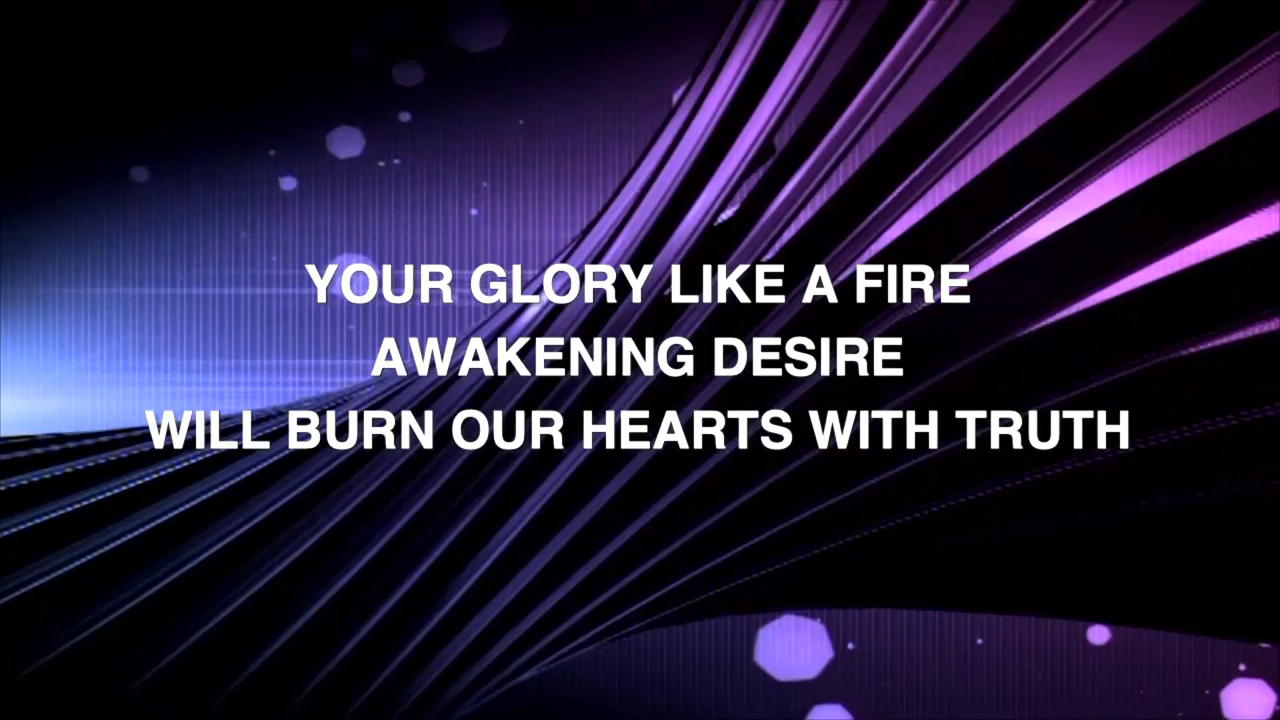 YOUR GLORY LIKE A FIRE
AWAKENING DESIRE
WILL BURN OUR HEARTS WITH TRUTH